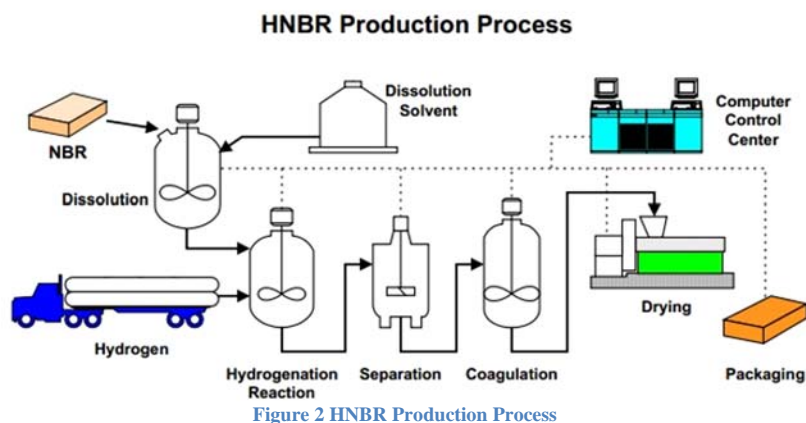 HNBR Production Process
Dissolution
Solvent
Computer
Control
Center
NBR
Dissolution
Hydrogen
Hydrogenation
Reaction
Separation
Coagulation
Drying
Packaging
Figure 2 HNBR Production Process